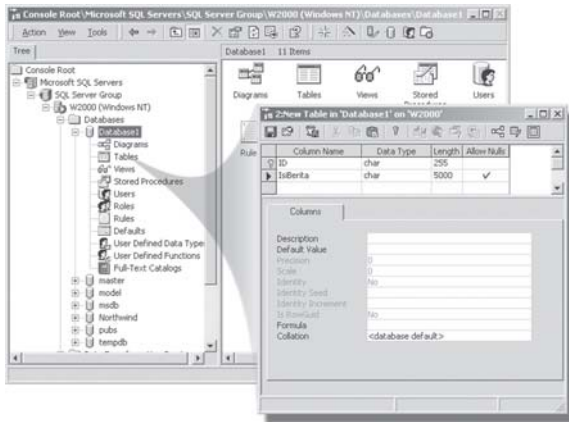 Console Root\Microsoft SQL Servers\SQL Server Group\W2000 (Windows NT)\Databases\Database1
Action View Tools
Tree
Database1 11 Items
Console Root
Microsoft SQL Servers
SQL Server Group
W2000 (Windows NT)
Databases
Database1
Diagrams
Tables
Views
Stored Procedures
Users
Roles
Rules
Defaults
User Defined Data Type
User Defined Functions
Full-Text Catalogs
master
model
msdb
Northwind
pubs
tempdb
Diagrams
Tables
Views
Stored
Users
Rule
2:New Table in 'Database1' on 'W2000'
Column Name Data Type Length Allow Nulls
ID char 255
IsiBerita char 5000
Columns
Description
Default Value
Precision 0
Scale 0
Identity No
Identity Seed
Identity Increment
Is RowGuid No
Formula
Collation <database default>